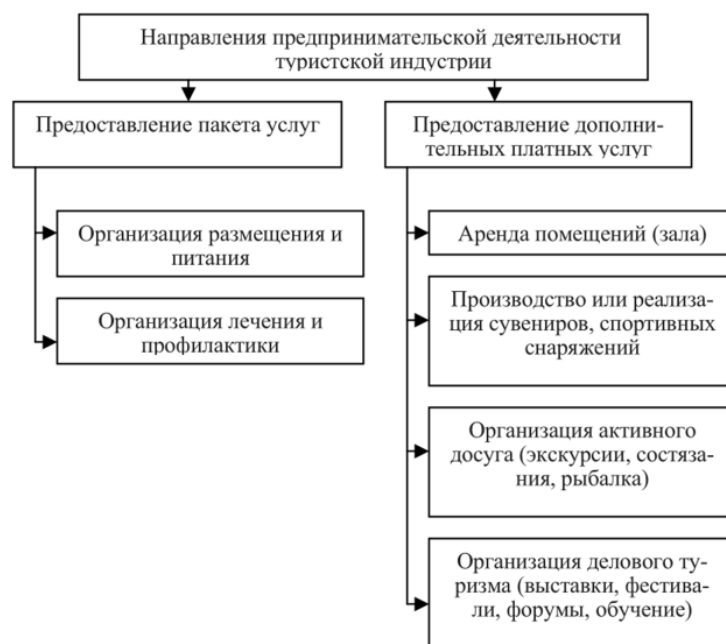 Направления предпринимательской деятельности
туристской индустрии
Предоставление пакета услуг
Предоставление дополни-
тельных платных услуг
Организация размещения и
питания
Организация лечения и
профилактики
Аренда помещений (зала)
Производство или реализа-
ция сувениров, спортивных
снаряжений
Организация активного
досуга (экскурсии, состяза-
ния, рыбалка)
Организация делового ту-
ризма (выставки, фестива-
ли, форумы, обучение)